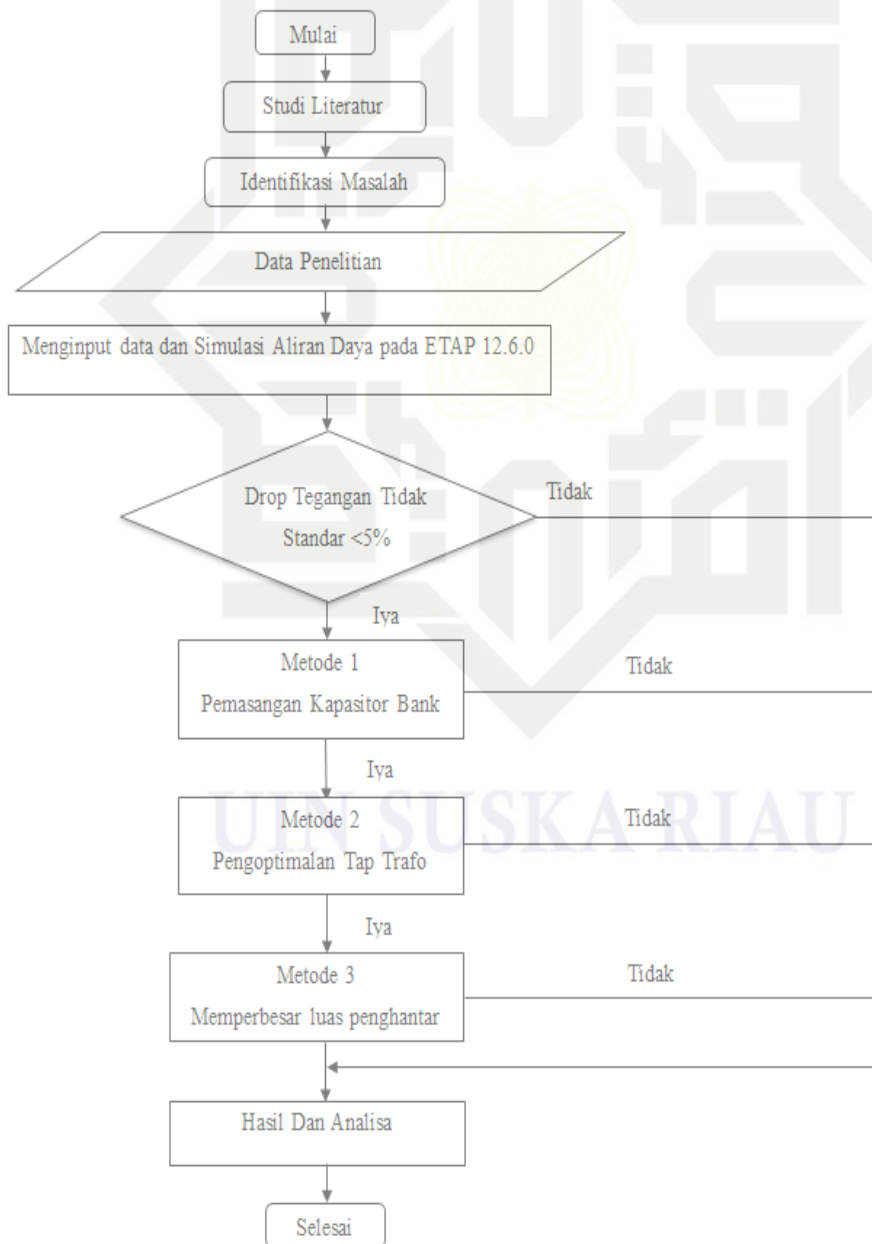 Mulai
Studi Literatur
Identifikasi Masalah
Data Penelitian
Menginput data dan Simulasi Aliran Daya pada ETAP 12.6.0
Drop Tegangan Tidak
Standar <5%
Tidak
Iya
Metode 1
Pemasangan Kapasitor Bank
Tidak
Iya
Metode 2
Pengoptimalan Tap Trafo
Tidak
Iya
Metode 3
Memperbesar luas penghantar
Tidak
Hasil Dan Analisa
Selesai
UIN SUSKA RIAU